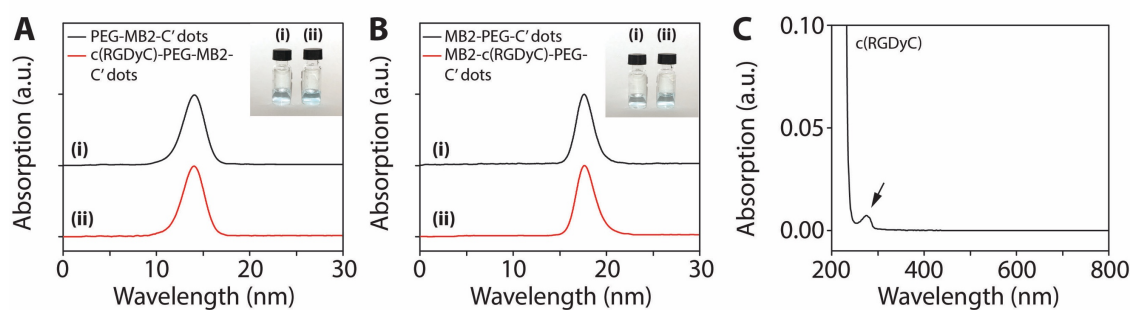 A
PEG-MB2-C' dots
c(RGDyC)-PEG-MB2-
C' dots
(i) (ii)
(i)
(ii)
Absorption (a.u.)
0 10 20 30
Wavelength (nm)
B
MB2-PEG-C' dots
MB2-c(RGDyC)-PEG-
C' dots
(i) (ii)
(i)
(ii)
Absorption (a.u.)
0 10 20 30
Wavelength (nm)
C
c(RGDyC)
Absorption (a.u.)
0.10
0.05
0.00
200 400 600 800
Wavelength (nm)